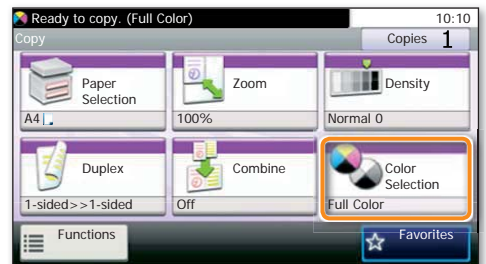 Ready to copy. (Full Color)
10:10
Copy
Copies 1
Paper
Selection
A4
Zoom
100%
Density
Normal 0
Duplex
1-sided>>1-sided
Combine
Off
Color
Selection
Full Color
Functions
Favorites